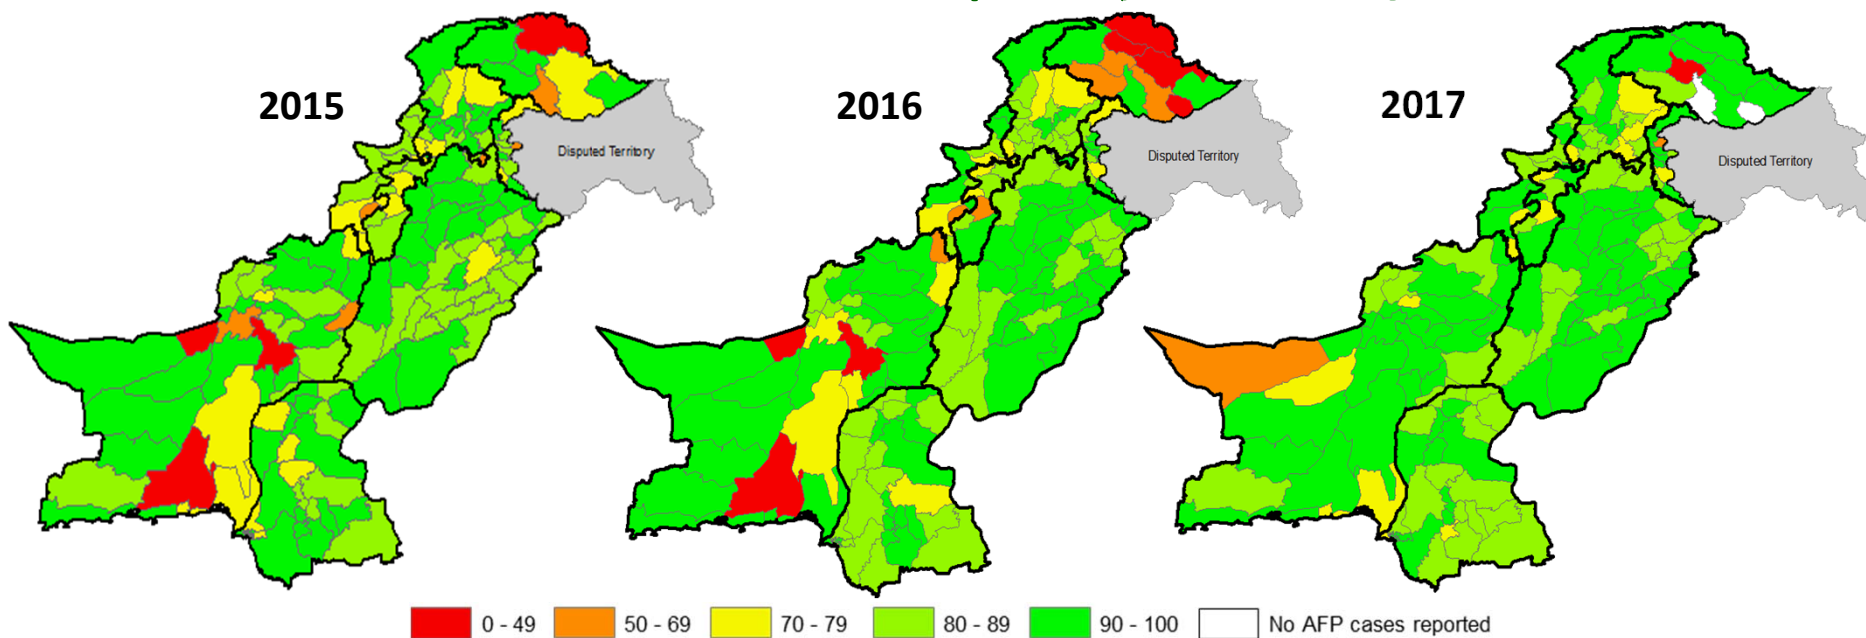 2015
2016
2017
Disputed Territory
Disputed Territory
Disputed Territory
0 - 49
50 - 69
70 - 79
80 - 89
90 - 100
No AFP cases reported